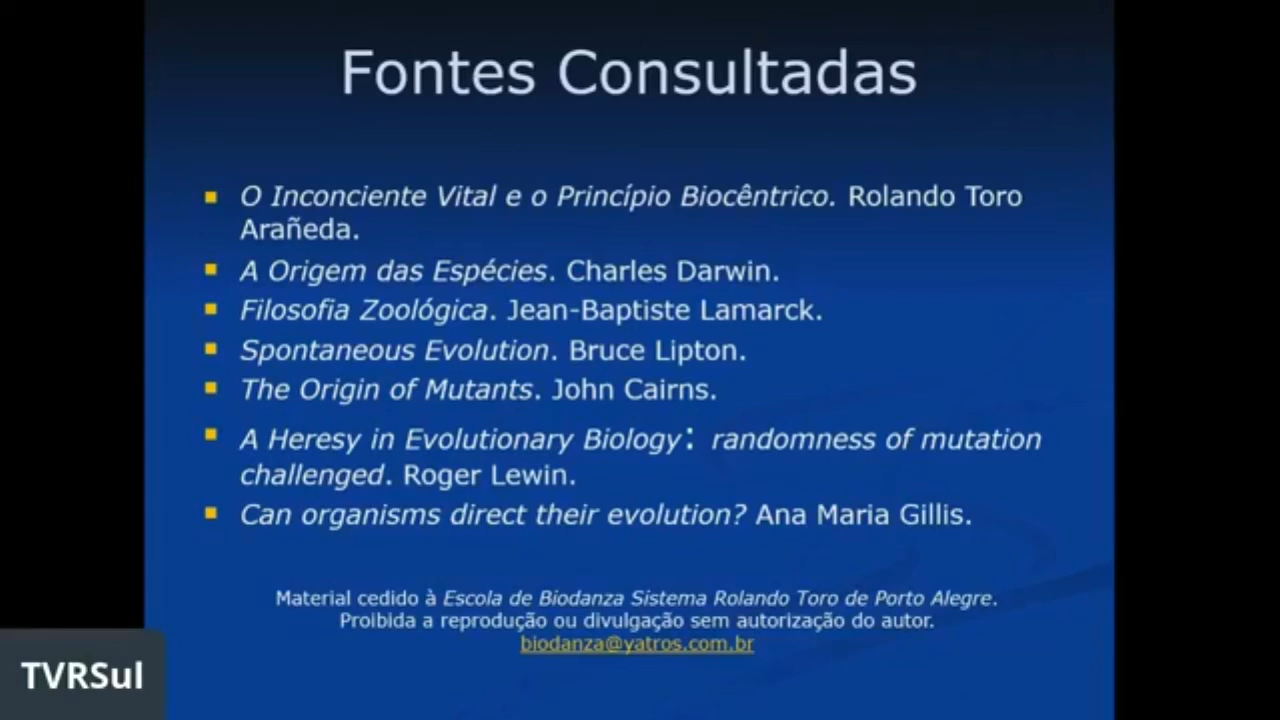 Fontes Consultadas
O Inconciente Vital e o Princípio Biocêntrico. Rolando Toro
Arañeda.
A Origem das Espécies. Charles Darwin.
Filosofia Zoológica. Jean-Baptiste Lamarck.
Spontaneous Evolution. Bruce Lipton.
The Origin of Mutants. John Cairns.
A Heresy in Evolutionary Biology: randomness of mutation
challenged. Roger Lewin.
Can organisms direct their evolution? Ana Maria Gillis.
Material cedido à Escola de Biodanza Sistema Rolando Toro de Porto Alegre.
Proibida a reprodução ou divulgação sem autorização do autor.
biodanza@yatros.com.br
TVRSul